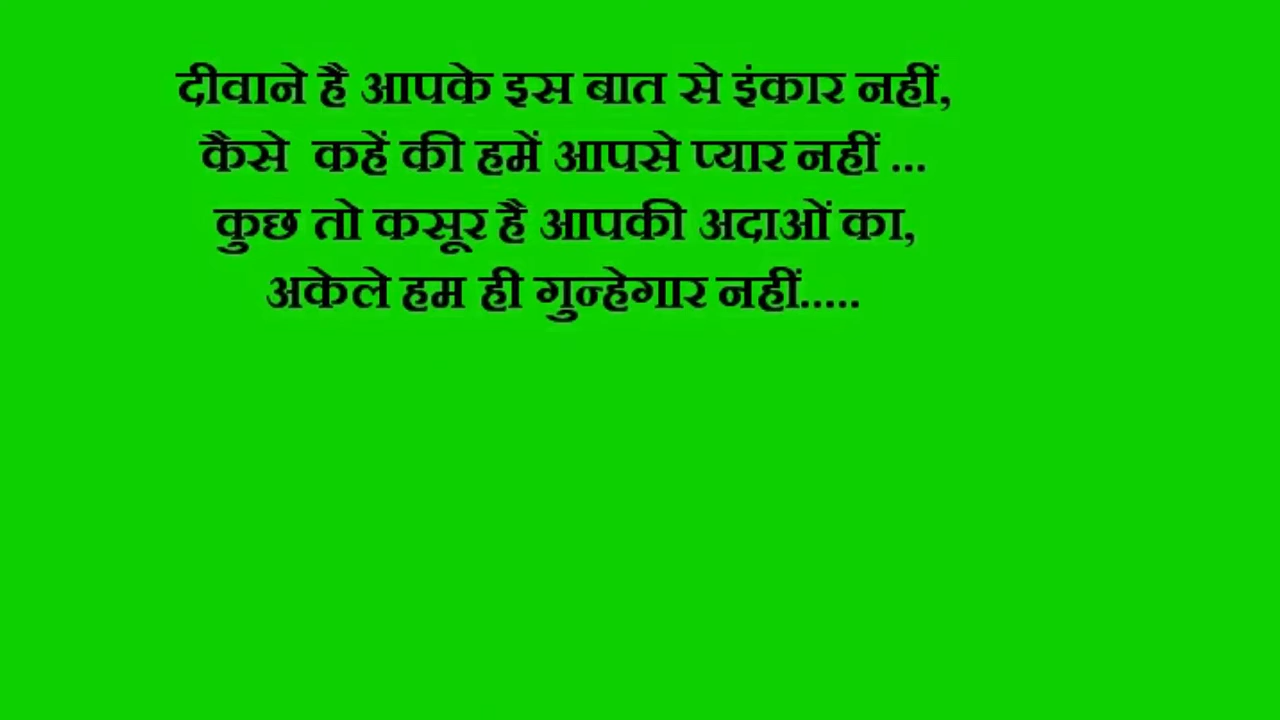 दीवाने है आपके इस बात से इंकार नहीं,
कैसे कहें की हमें आपसे प्यार नहीं ...
कुछ तो कसूर है आपकी अदाओं का,
अकेले हम ही गुन्हेगार नहीं.....